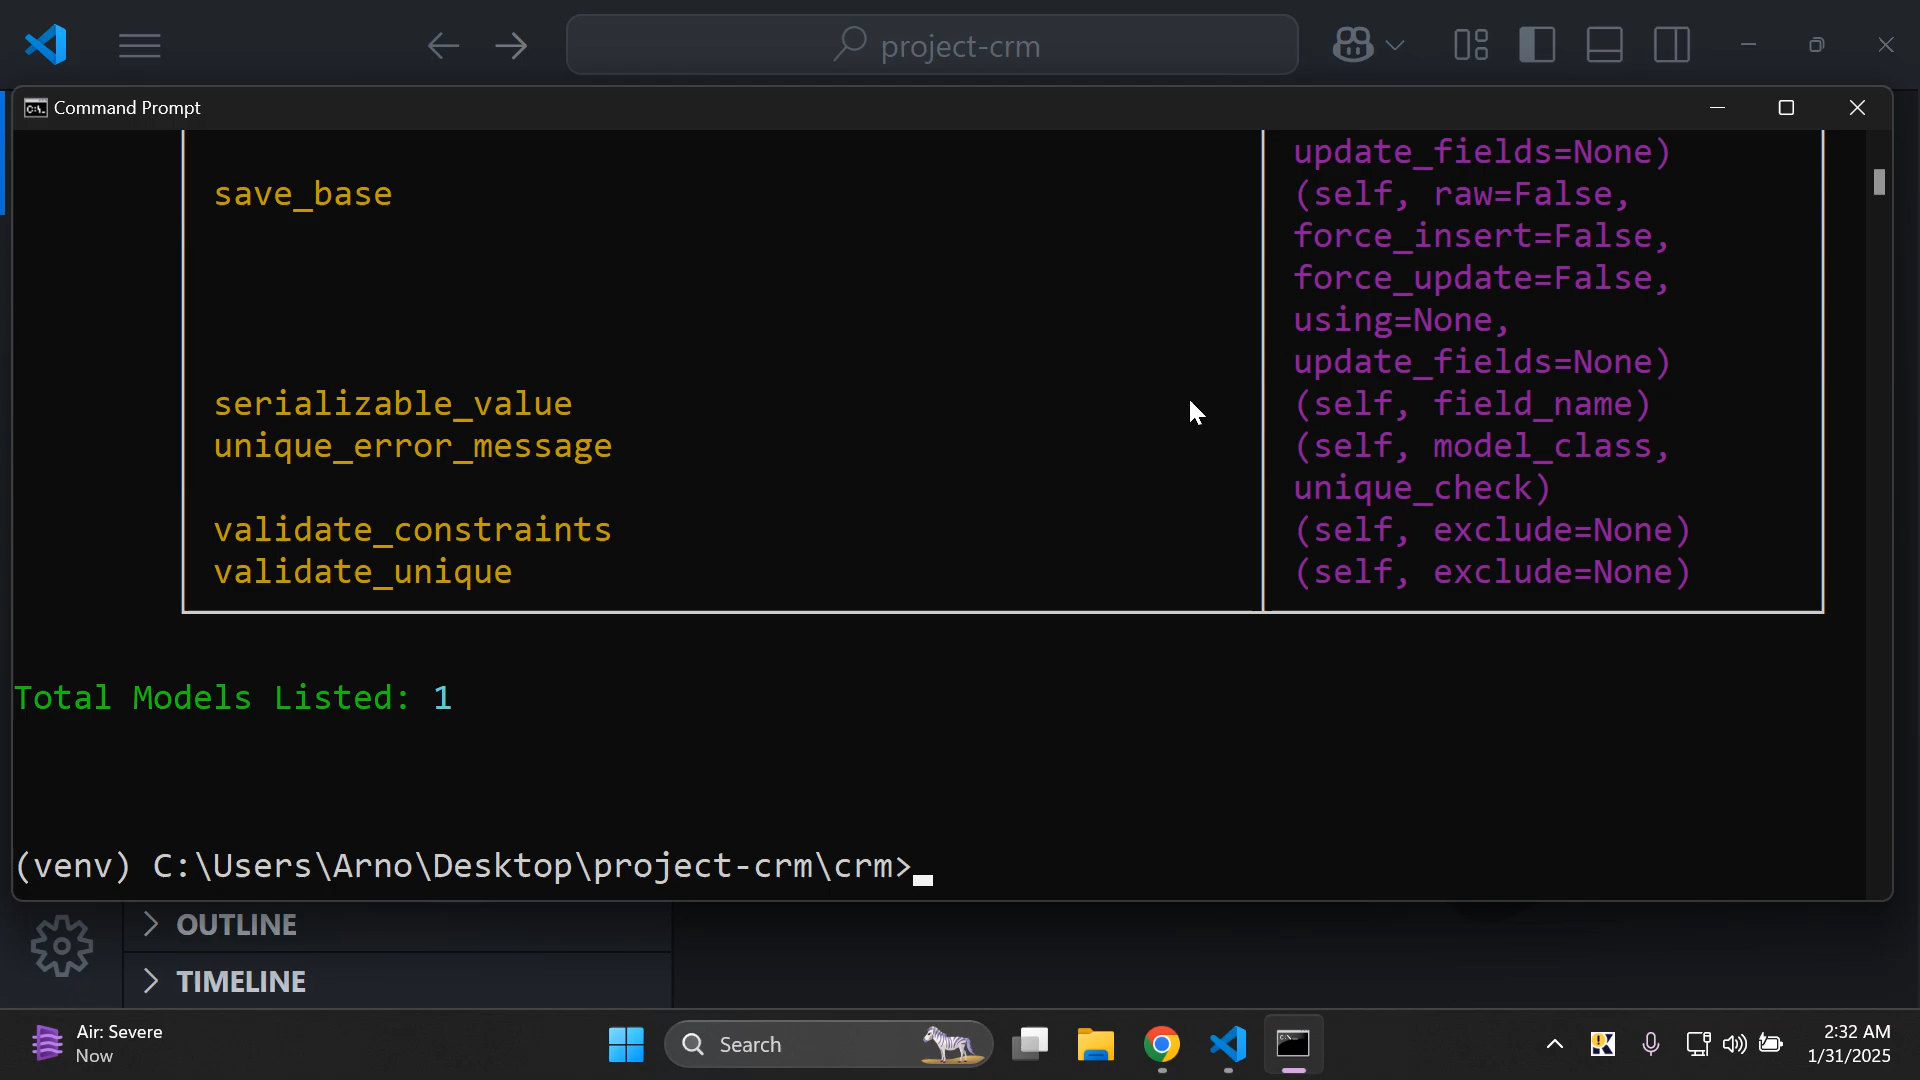 project-crm
Command Prompt
update_fields=None)
save_base
(self, raw=False,
force_insert=False,
force_update=False,
using=None,
update_fields=None)
serializable_value
(self, field_name)
unique_error_message
(self, model_class,
unique_check)
validate_constraints
(self, exclude=None)
validate_unique
(self, exclude=None)
Total Models Listed: 1
(venv) C:\Users\Arno\Desktop\project-crm\crm>
OUTLINE
TIMELINE
Air: Severe
Now
Search
2:32 AM
1/31/2025